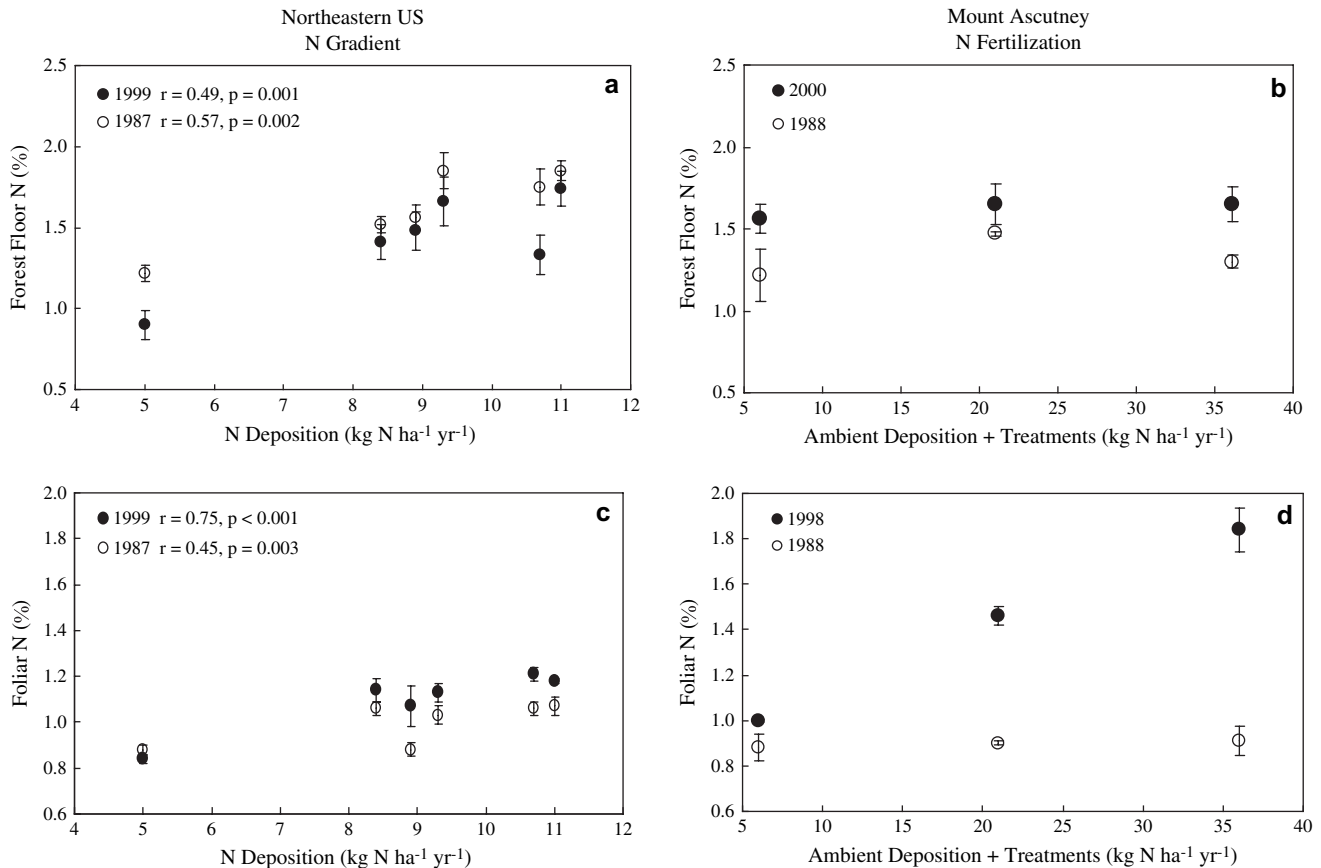 Northeastern US
N Gradient
Mount Ascutney
N Fertilization
a
1999 r = 0.49, p = 0.001
1987 r = 0.57, p = 0.002
2.5
2.0
1.5
1.0
0.5
Forest Floor N (%)
4 5 6 7 8 9 10 11 12
N Deposition (kg N ha⁻¹ yr⁻¹)
b
2000
1988
2.5
2.0
1.5
1.0
0.5
Forest Floor N (%)
5 10 15 20 25 30 35 40
Ambient Deposition + Treatments (kg N ha⁻¹ yr⁻¹)
c
1999 r = 0.75, p < 0.001
1987 r = 0.45, p = 0.003
2.0
1.8
1.6
1.4
1.2
1.0
0.8
0.6
Foliar N (%)
4 5 6 7 8 9 10 11 12
N Deposition (kg N ha⁻¹ yr⁻¹)
d
1998
1988
2.0
1.8
1.6
1.4
1.2
1.0
0.8
0.6
Foliar N (%)
5 10 15 20 25 30 35 40
Ambient Deposition + Treatments (kg N ha⁻¹ yr⁻¹)